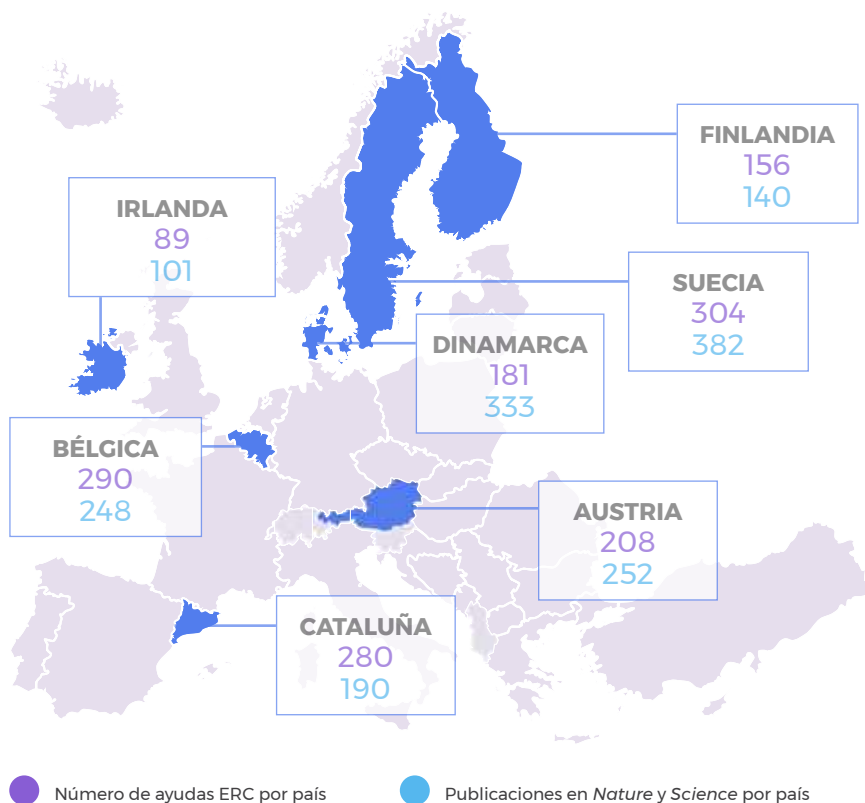 FINLANDIA
156
140
IRLANDA
89
101
SUECIA
304
382
DINAMARCA
181
333
BÉLGICA
290
248
AUSTRIA
208
252
CATALUÑA
280
190
Número de ayudas ERC por país
Publicaciones en Nature y Science por país